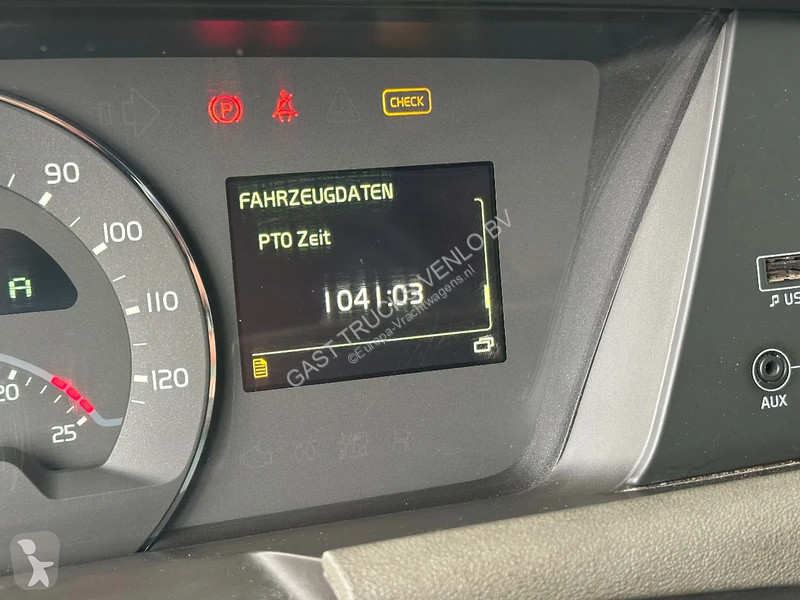 P
CHECK
FAHRZEUGDATEN
PTO Zeit
1041:03
90
100
110
120
A
20
25
US
AUX
GAST TRUCKS VENLO BV
©Europa-Vrachtwagens.nl